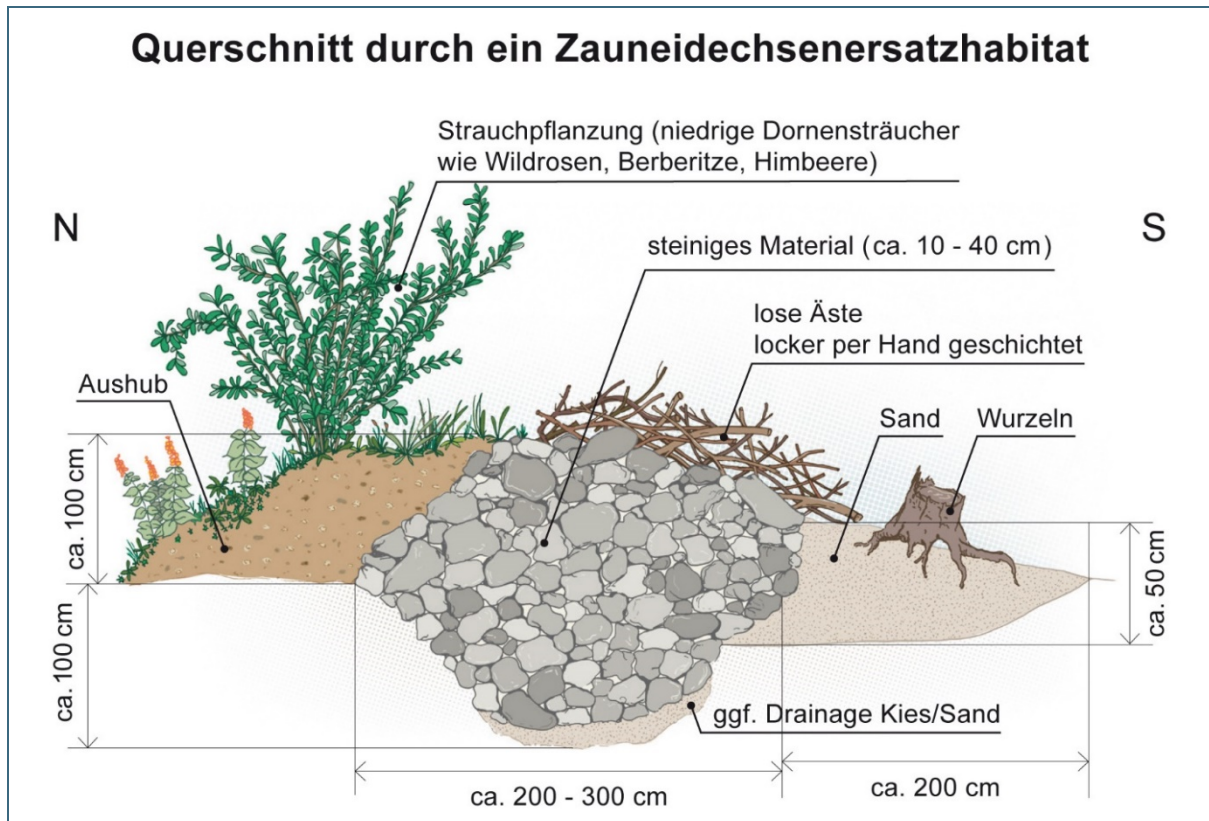 Querschnitt durch ein Zauneidechsenersatzhabitat
Strauchpflanzung (niedrige Dornensträucher
wie Wildrosen, Berberitze, Himbeere)
N
S
steiniges Material (ca. 10 - 40 cm)
lose Äste
locker per Hand geschichtet
Aushub
Sand
Wurzeln
ca. 100 cm
ca. 50 cm
ca. 100 cm
ggf. Drainage Kies/Sand
ca. 200 - 300 cm
ca. 200 cm